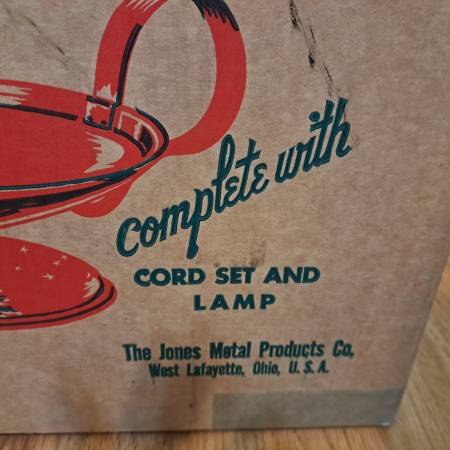 complete with
CORD SET AND
LAMP
The Jones Metal Products Co,
West Lafayette, Ohio, U. S. A.